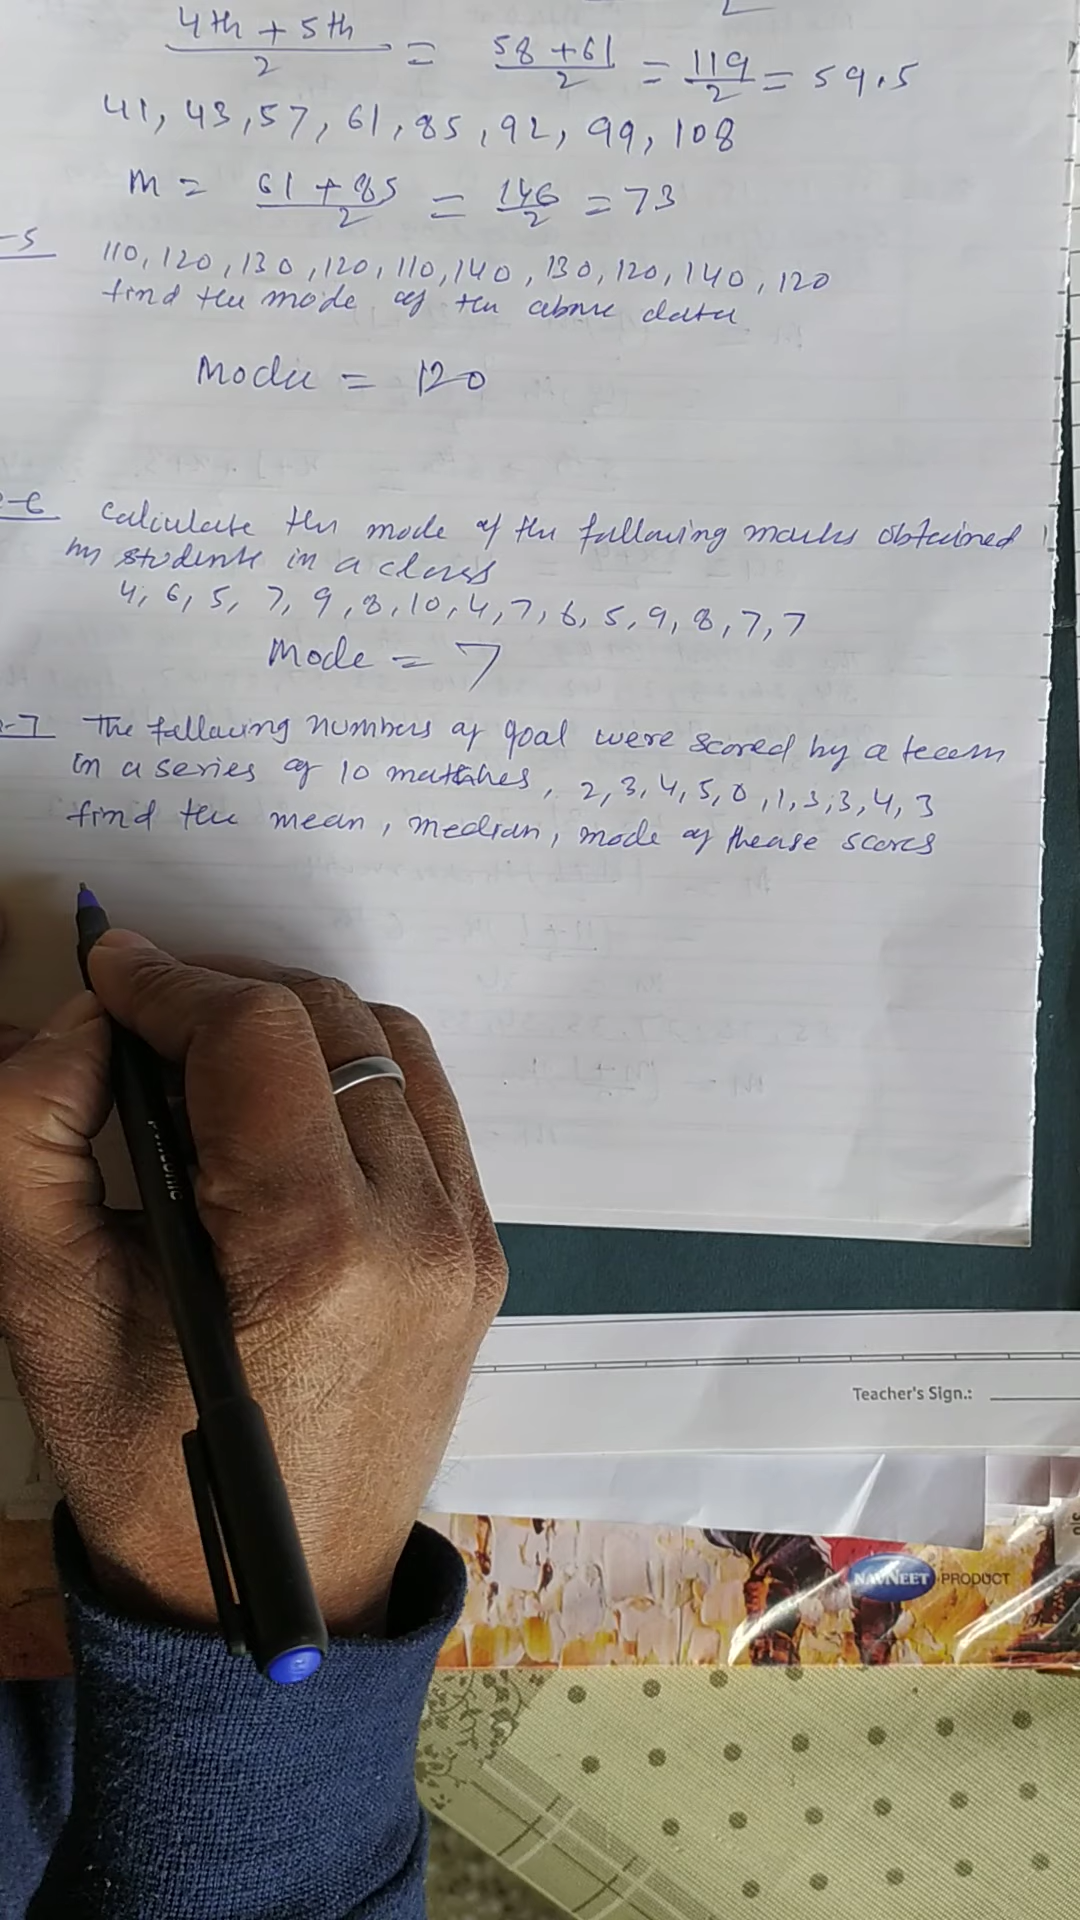 4th + 5th / 2 = 58 + 61 / 2 = 119 / 2 = 59.5
41, 43, 57, 61, 85, 92, 99, 108
m = 61 + 85 / 2 = 146 / 2 = 73
-5 110, 120, 130, 120, 110, 140, 130, 120, 140, 120
find the mode of the above data
Mode = 120
-6 Calculate the mode of the following marks obtained
by students in a class
4, 6, 5, 7, 9, 8, 10, 4, 7, 6, 5, 9, 8, 7, 7
Mode = 7
-7 The following numbers of goal were scored by a team
in a series of 10 matches, 2, 3, 4, 5, 0, 1, 3, 3, 4, 3
find the mean, median, mode of thease scores
Teacher's Sign.:
NAVNEET PRODUCT